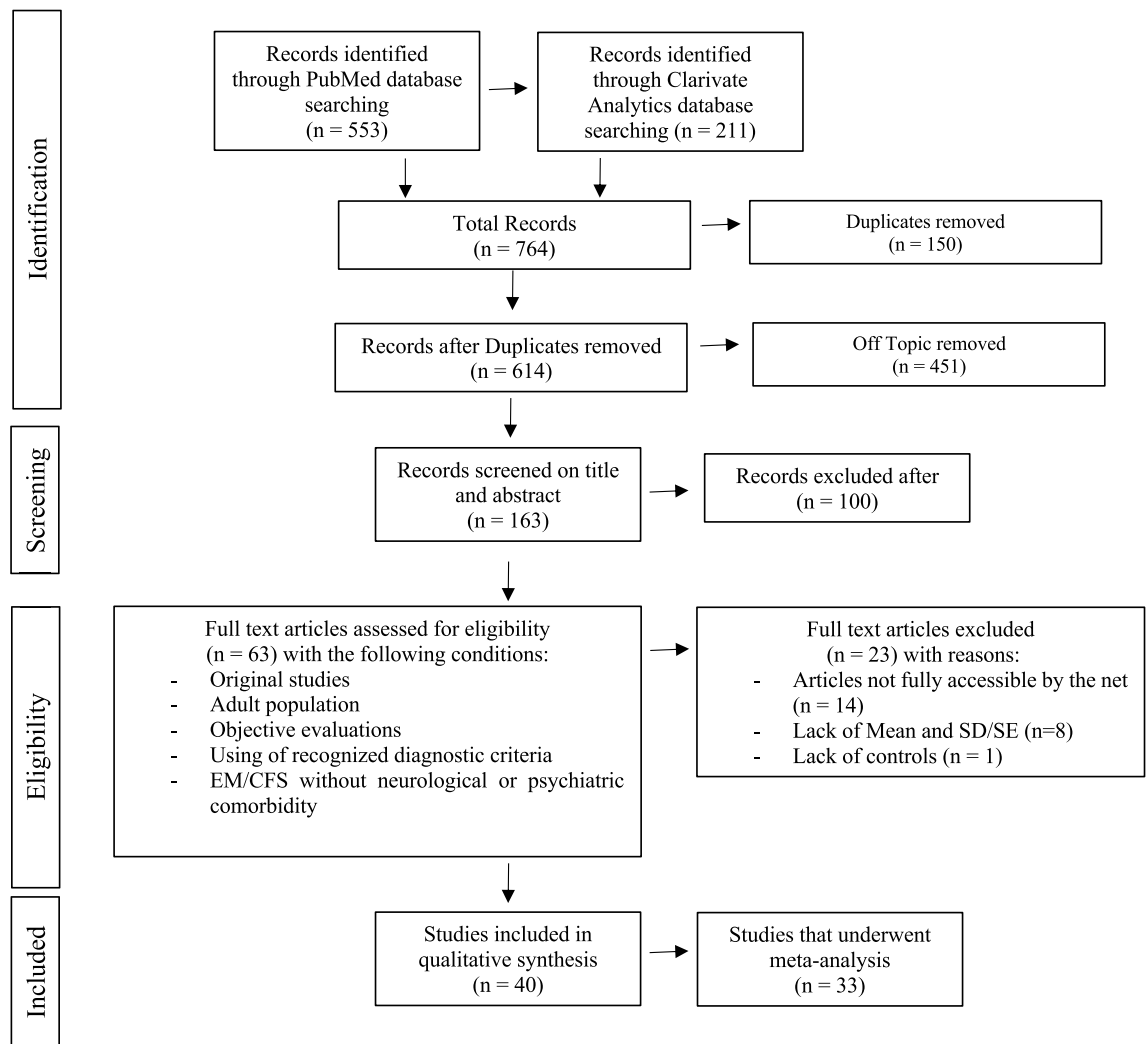 Identification
Records identified
through PubMed database
searching
(n = 553)
Records identified
through Clarivate
Analytics database
searching (n = 211)
Total Records
(n = 764)
Duplicates removed
(n = 150)
Records after Duplicates removed
(n = 614)
Off Topic removed
(n = 451)
Screening
Records screened on title
and abstract
(n = 163)
Records excluded after
(n = 100)
Eligibility
Full text articles assessed for eligibility
(n = 63) with the following conditions:
- Original studies
- Adult population
- Objective evaluations
- Using of recognized diagnostic criteria
- EM/CFS without neurological or psychiatric
comorbidity
Full text articles excluded
(n = 23) with reasons:
- Articles not fully accessible by the net
(n = 14)
- Lack of Mean and SD/SE (n=8)
- Lack of controls (n = 1)
Included
Studies included in
qualitative synthesis
(n = 40)
Studies that underwent
meta-analysis
(n = 33)